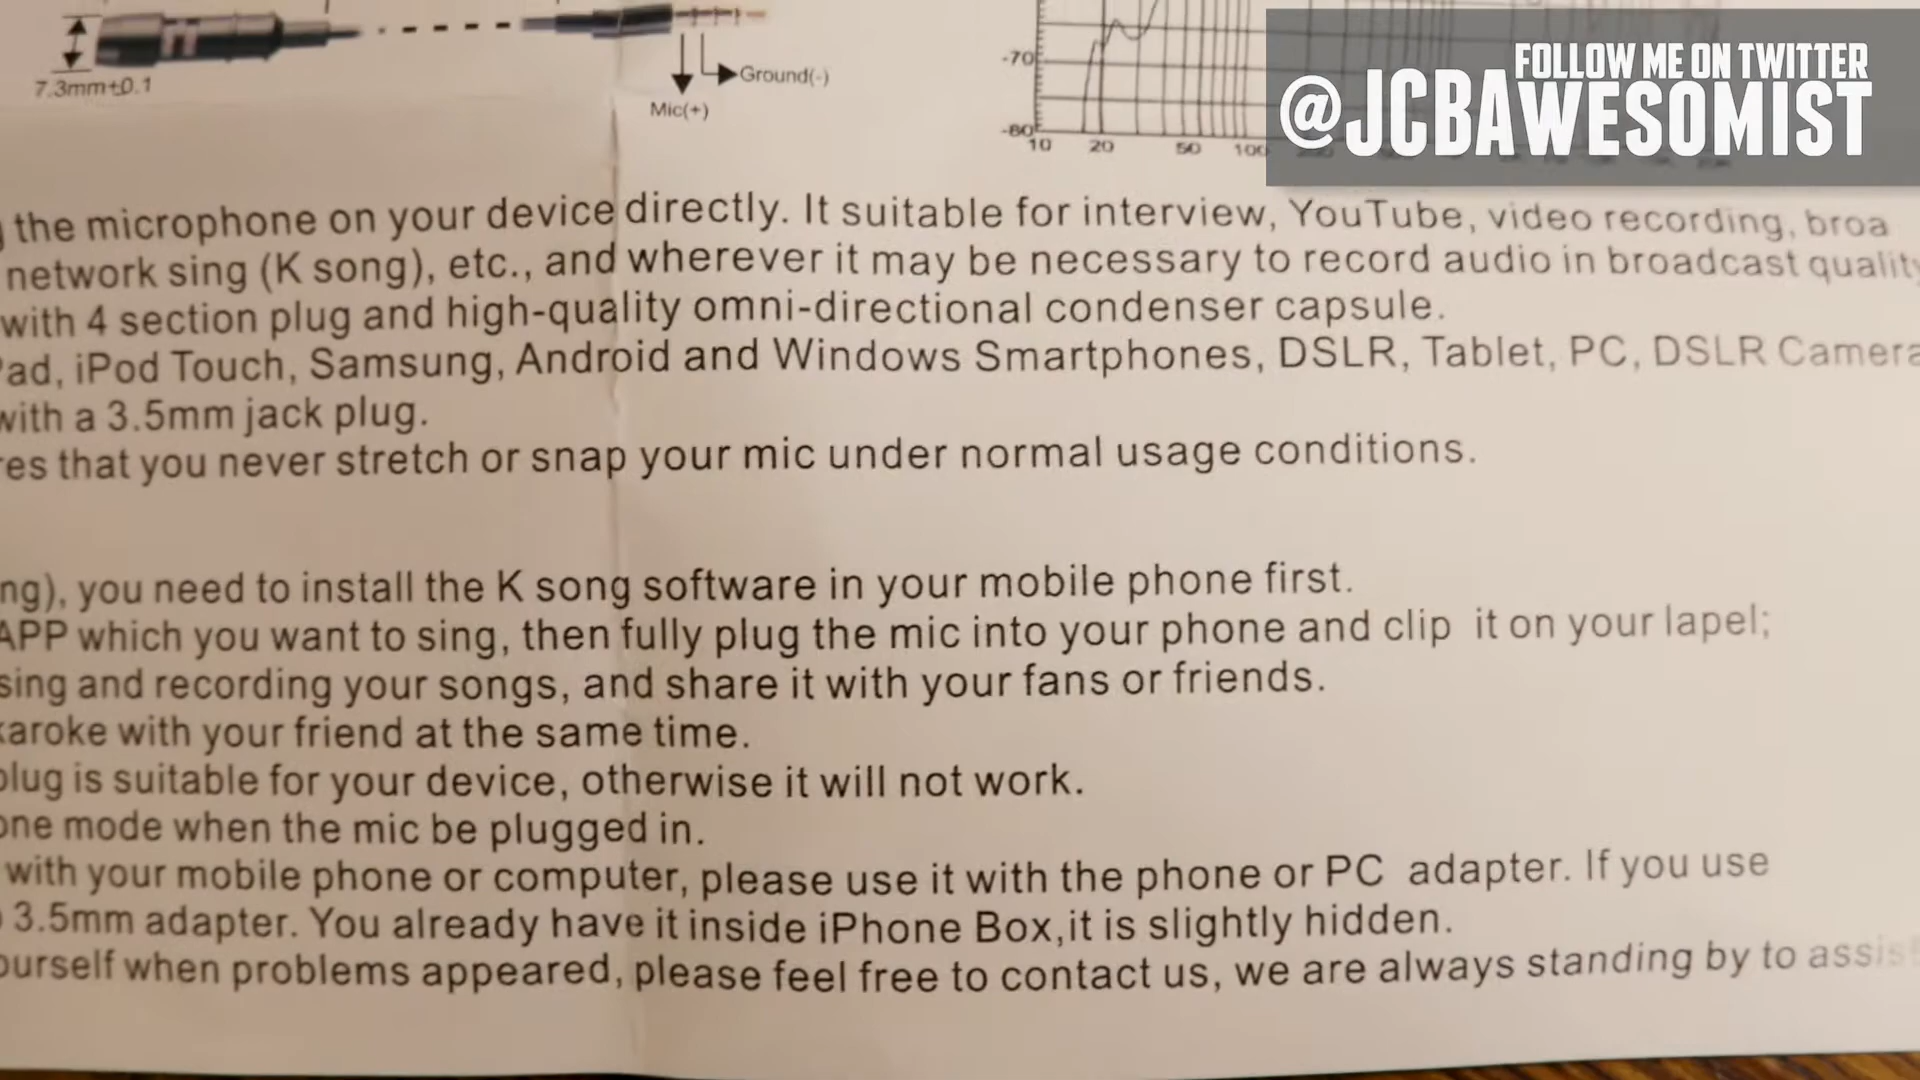 FOLLOW ME ON TWITTER
@JCBAWESOMIST
7.3mm±0.1
Ground(-)
Mic(+)
-70
-80
10 20 50 100
the microphone on your device directly. It suitable for interview, YouTube, video recording, broa
network sing (K song), etc., and wherever it may be necessary to record audio in broadcast quality
with 4 section plug and high-quality omni-directional condenser capsule.
Pad, iPod Touch, Samsung, Android and Windows Smartphones, DSLR, Tablet, PC, DSLR Camera
with a 3.5mm jack plug.
res that you never stretch or snap your mic under normal usage conditions.
ng), you need to install the K song software in your mobile phone first.
APP which you want to sing, then fully plug the mic into your phone and clip it on your lapel;
sing and recording your songs, and share it with your fans or friends.
karoke with your friend at the same time.
plug is suitable for your device, otherwise it will not work.
one mode when the mic be plugged in.
with your mobile phone or computer, please use it with the phone or PC adapter. If you use
3.5mm adapter. You already have it inside iPhone Box,it is slightly hidden.
ourself when problems appeared, please feel free to contact us, we are always standing by to assist